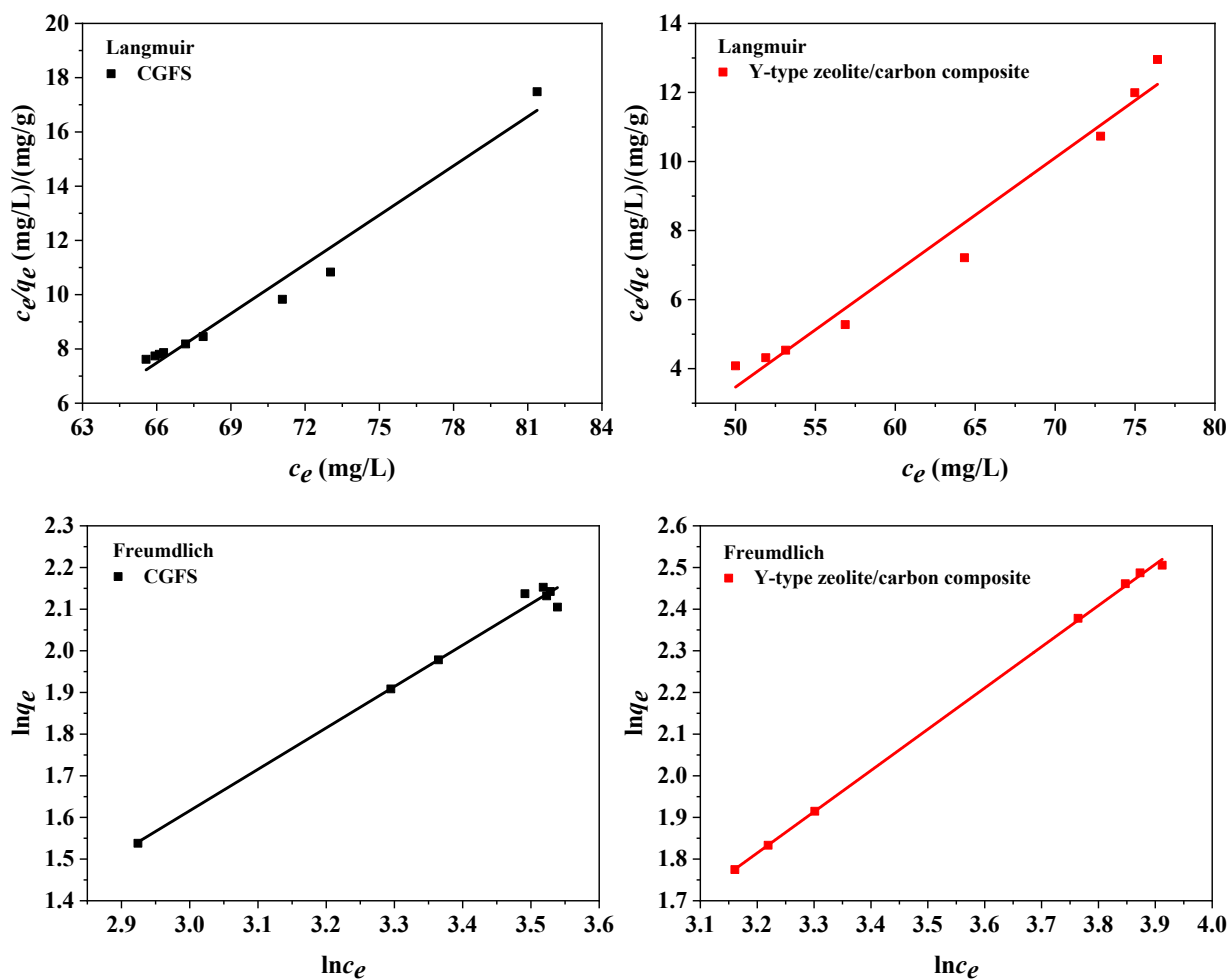 Langmuir
CGFS
c_e/q_e (mg/L)/(mg/g)
20
18
16
14
12
10
8
6
63 66 69 72 75 78 81 84
c_e (mg/L)
Langmuir
Y-type zeolite/carbon composite
c_e/q_e (mg/L)/(mg/g)
14
12
10
8
6
4
50 55 60 65 70 75 80
c_e (mg/L)
Freumdlich
CGFS
lnq_e
2.3
2.2
2.1
2.0
1.9
1.8
1.7
1.6
1.5
1.4
2.9 3.0 3.1 3.2 3.3 3.4 3.5 3.6
lnc_e
Freumdlich
Y-type zeolite/carbon composite
lnq_e
2.6
2.5
2.4
2.3
2.2
2.1
2.0
1.9
1.8
1.7
3.1 3.2 3.3 3.4 3.5 3.6 3.7 3.8 3.9 4.0
lnc_e